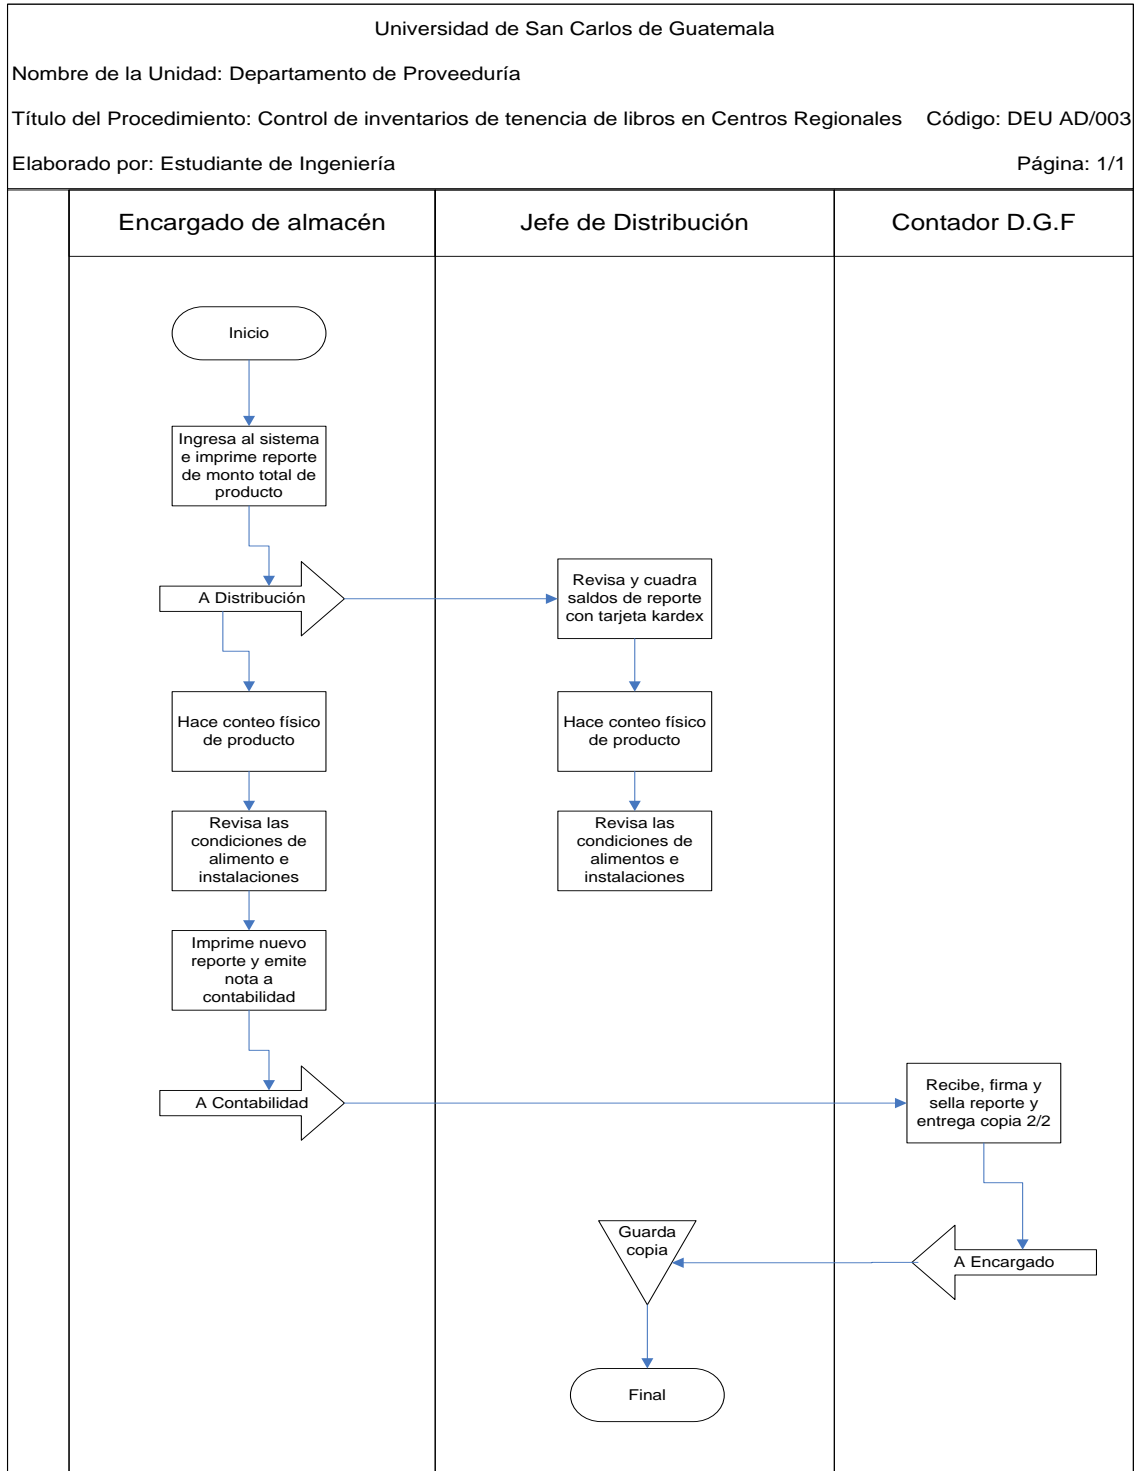 Universidad de San Carlos de Guatemala
Nombre de la Unidad: Departamento de Proveeduría
Título del Procedimiento: Control de inventarios de tenencia de libros en Centros Regionales Código: DEU AD/003
Elaborado por: Estudiante de Ingeniería Página: 1/1
Encargado de almacén Jefe de Distribución Contador D.G.F
Inicio
Ingresa al sistema
e imprime reporte
de monto total de
producto
A Distribución
Revisa y cuadra
saldos de reporte
con tarjeta kardex
Hace conteo físico
de producto
Hace conteo físico
de producto
Revisa las
condiciones de
alimento e
instalaciones
Revisa las
condiciones de
alimentos e
instalaciones
Imprime nuevo
reporte y emite
nota a
contabilidad
A Contabilidad
Recibe, firma y
sella reporte y
entrega copia 2/2
A Encargado
Guarda
copia
Final